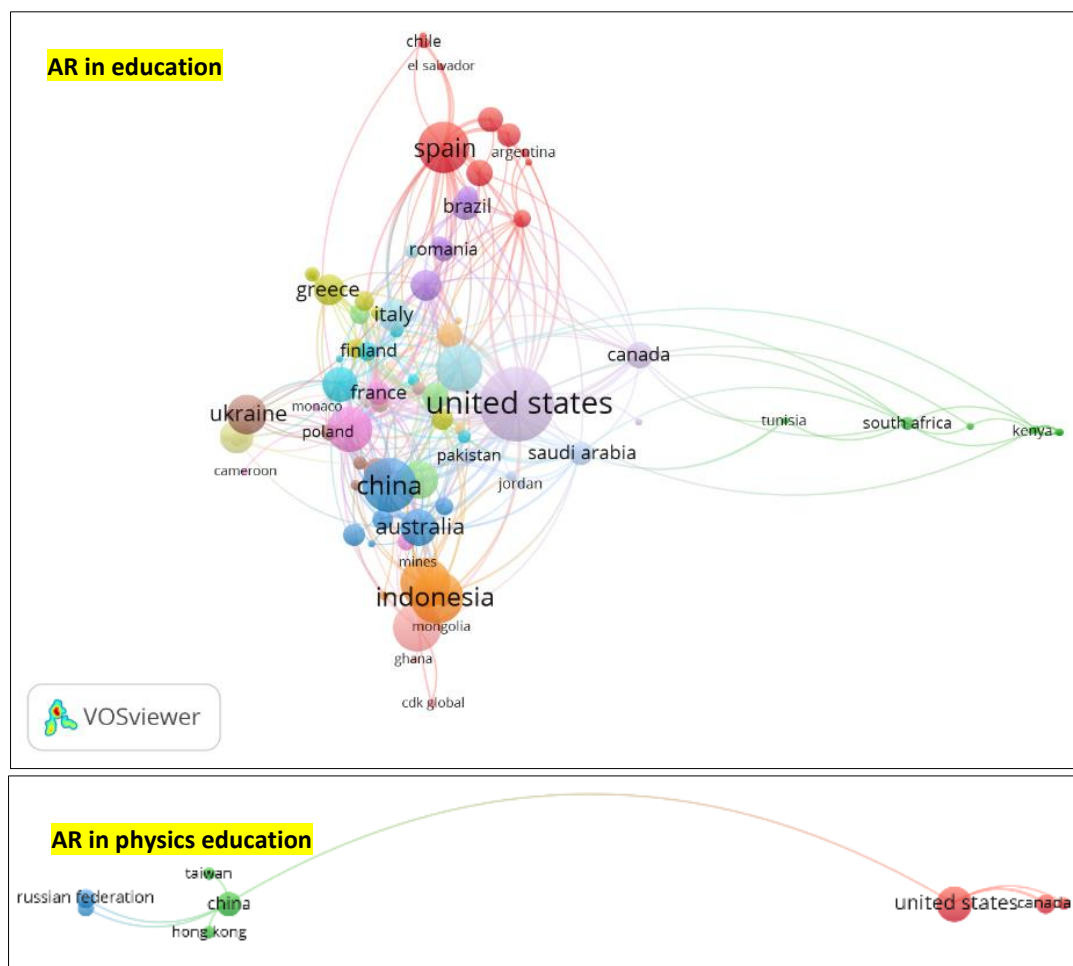 AR in education
chile
el salvador
spain
argentina
brazil
romania
greece
italy
finland
canada
france
united states
monaco
ukraine
poland
tunisia
south africa
kenya
pakistan
saudi arabia
cameroon
jordan
china
australia
mines
indonesia
mongolia
ghana
cdk global
VOSviewer
AR in physics education
taiwan
russian federation
china
united states
canada
hong kong